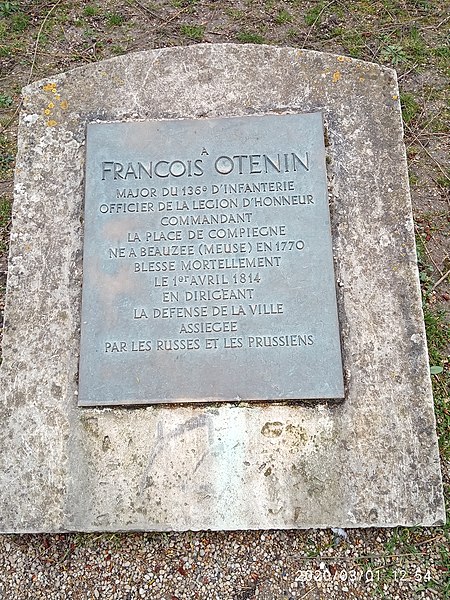 A
FRANCOIS OTENIN
MAJOR DU 136e D'INFANTERIE
OFFICIER DE LA LEGION D'HONNEUR
COMMANDANT
LA PLACE DE COMPIEGNE
NE A BEAUZEE (MEUSE) EN 1770
BLESSE MORTELLEMENT
LE 1er AVRIL 1814
EN DIRIGEANT
LA DEFENSE DE LA VILLE
ASSIEGEE
PAR LES RUSSES ET LES PRUSSIENS
2020/03/01 12:54